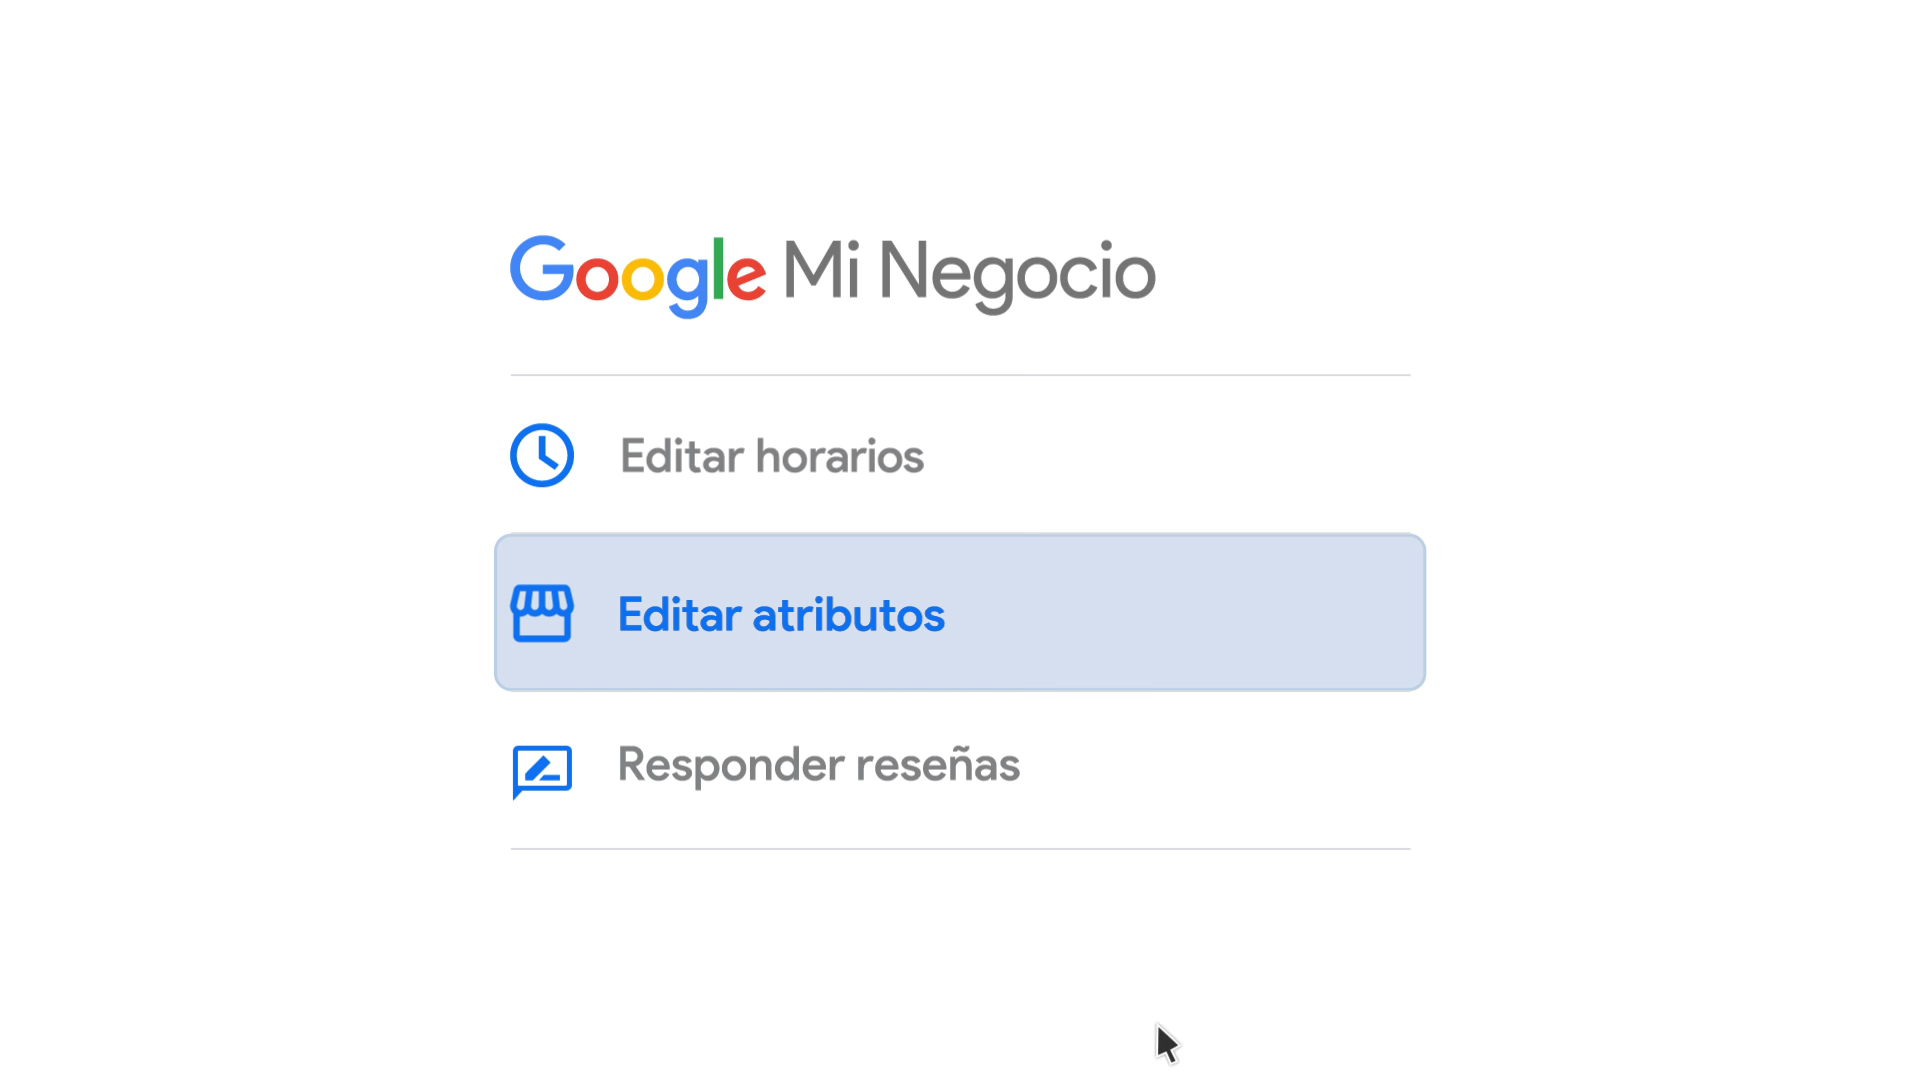 Google Mi Negocio
Editar horarios
Editar atributos
Responder reseñas